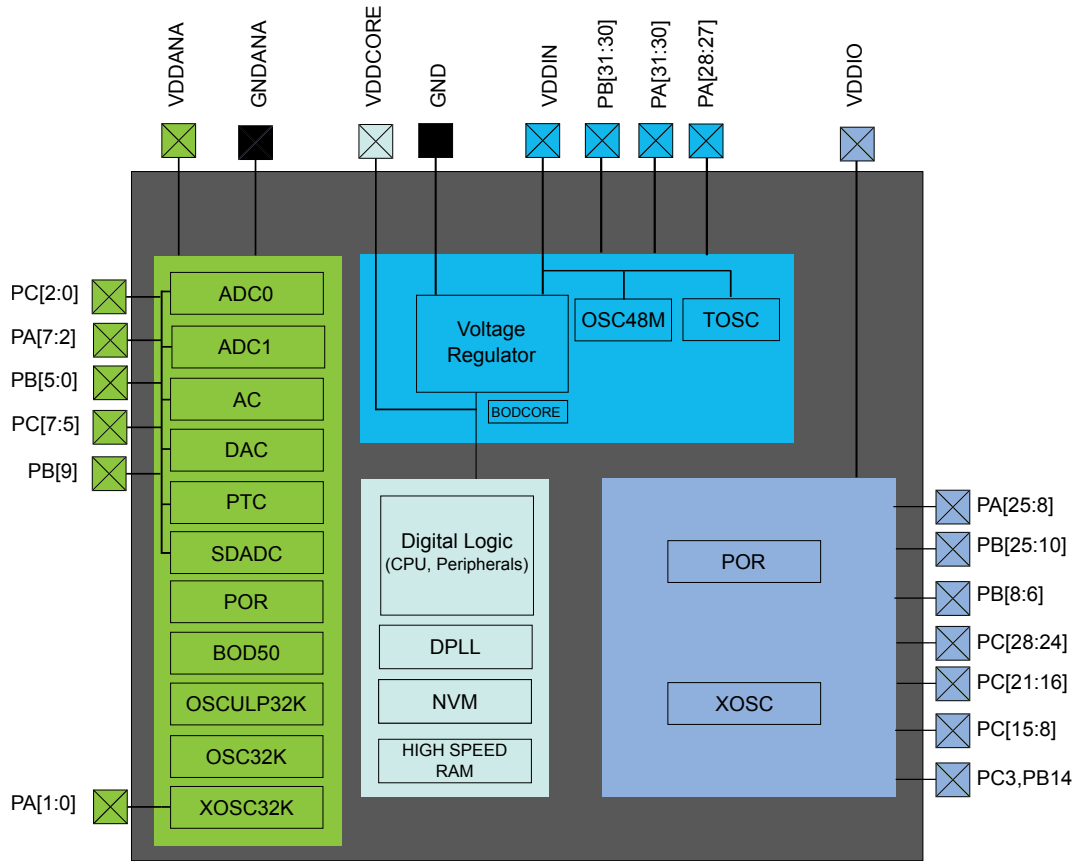 VDDANA
GNDANA
VDDCORE
GND
VDDIN
PB[31:30]
PA[31:30]
PA[28:27]
VDDIO
PC[2:0]
PA[7:2]
PB[5:0]
PC[7:5]
PB[9]
PA[1:0]
ADC0
ADC1
AC
DAC
PTC
SDADC
POR
BOD50
OSCULP32K
OSC32K
XOSC32K
Voltage
Regulator
OSC48M
TOSC
BODCORE
Digital Logic
(CPU, Peripherals)
DPLL
NVM
HIGH SPEED
RAM
POR
XOSC
PA[25:8]
PB[25:10]
PB[8:6]
PC[28:24]
PC[21:16]
PC[15:8]
PC3,PB14